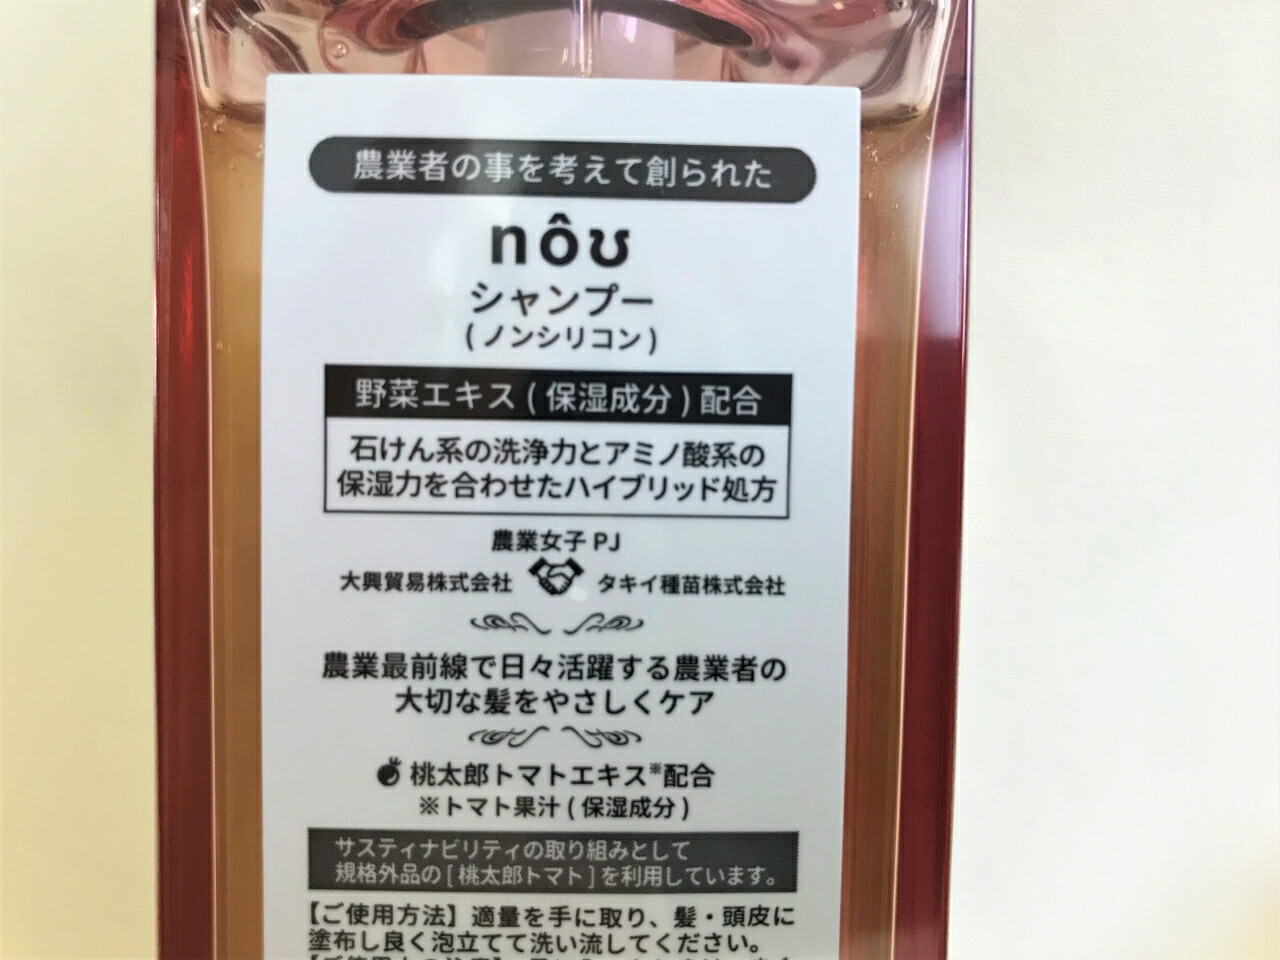 農業者の事を考えて創られた
nôʊ
シャンプー
(ノンシリコン)
野菜エキス(保湿成分)配合
石けん系の洗浄力とアミノ酸系の
保湿力を合わせたハイブリッド処方
農業女子PJ
大興貿易株式会社 タキイ種苗株式会社
農業最前線で日々活躍する農業者の
大切な髪をやさしくケア
桃太郎トマトエキス※配合
※トマト果汁(保湿成分)
サスティナビリティの取り組みとして
規格外品の[桃太郎トマト]を利用しています。
【ご使用方法】適量を手に取り、髪・頭皮に
塗布し良く泡立てて洗い流してください。